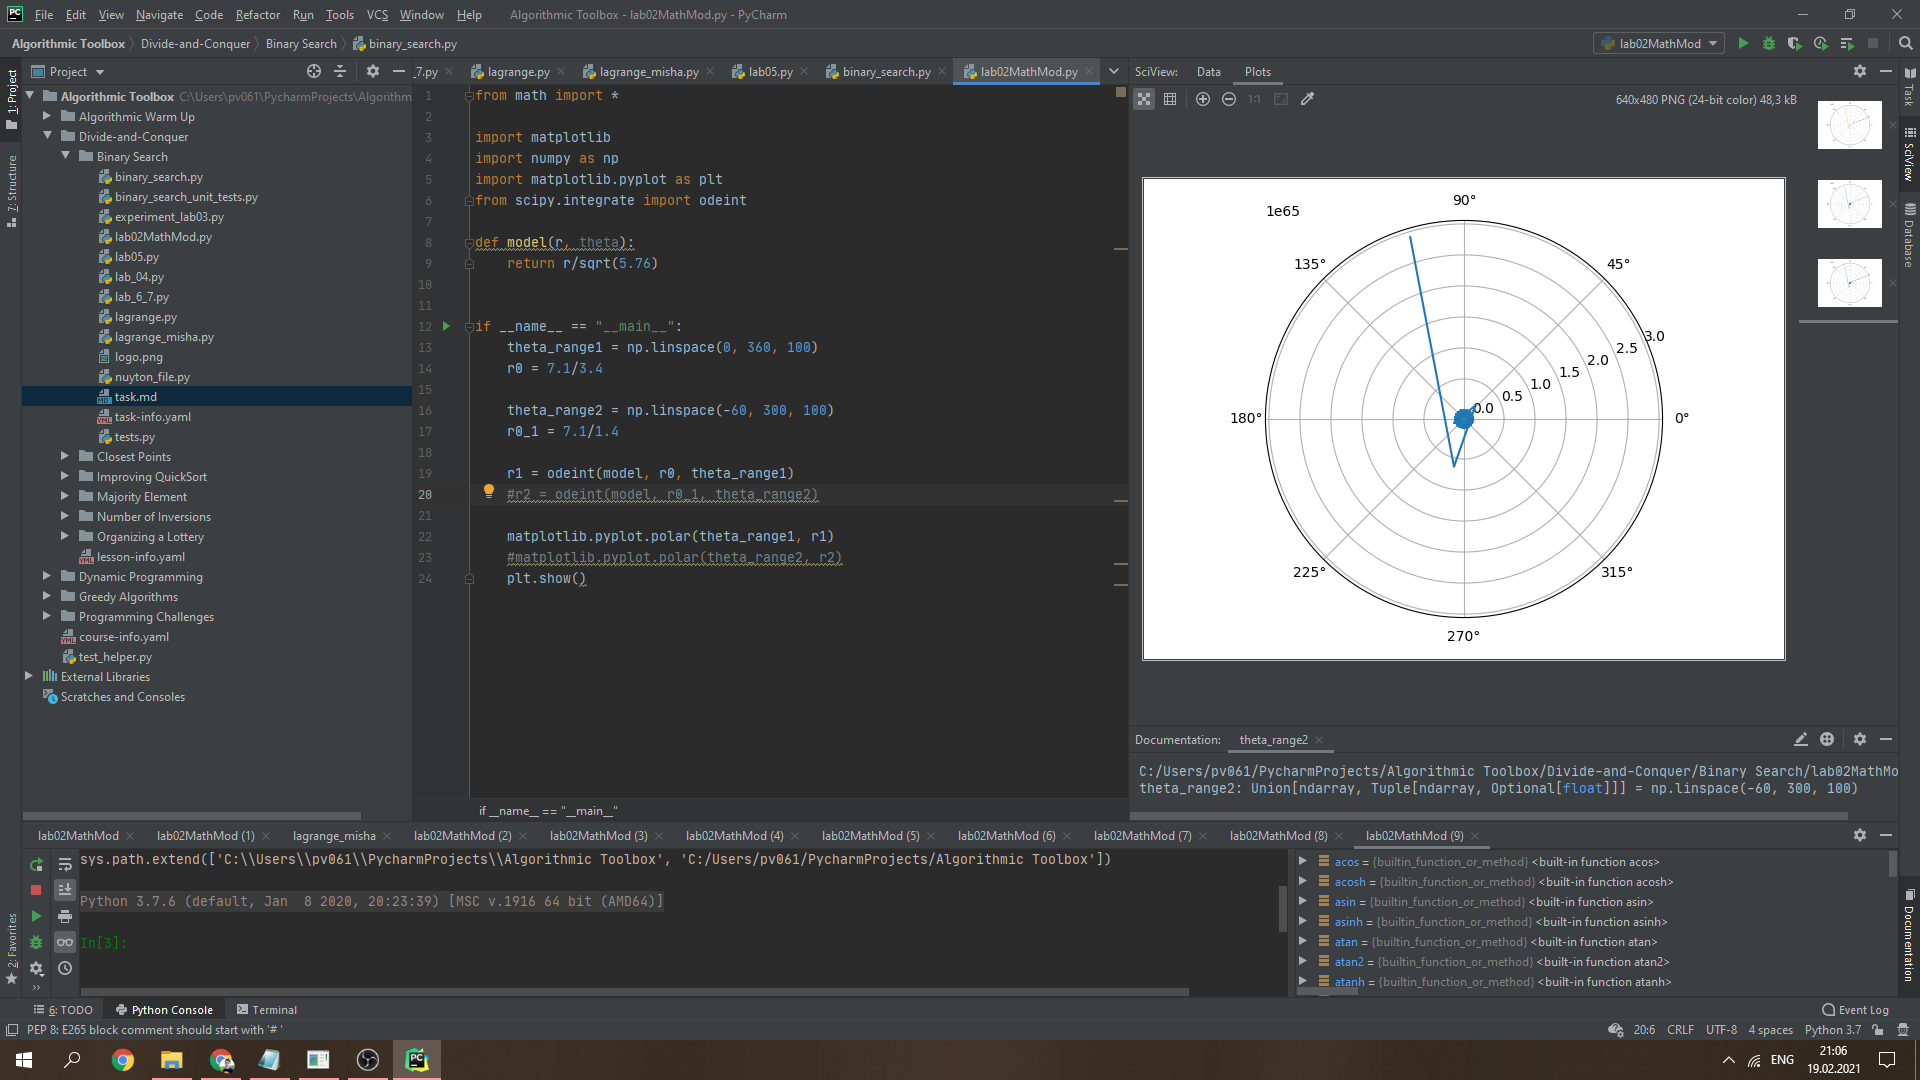 File Edit View Navigate Code Refactor Run Tools VCS Window Help Algorithmic Toolbox - lab02MathMod.py - PyCharm
Algorithmic Toolbox Divide-and-Conquer Binary Search binary_search.py lab02MathMod
Project
_7.py lagrange.py lagrange_misha.py lab05.py binary_search.py lab02MathMod.py
SciView: Data Plots
1: Project
7: Structure
2: Favorites
Algorithmic Toolbox C:\Users\pv061\PycharmProjects\Algorithm
Algorithmic Warm Up
Divide-and-Conquer
Binary Search
binary_search.py
binary_search_unit_tests.py
experiment_lab03.py
lab02MathMod.py
lab05.py
lab_04.py
lab_6_7.py
lagrange.py
lagrange_misha.py
logo.png
nuyton_file.py
task.md
task-info.yaml
tests.py
Closest Points
Improving QuickSort
Majority Element
Number of Inversions
Organizing a Lottery
lesson-info.yaml
Dynamic Programming
Greedy Algorithms
Programming Challenges
course-info.yaml
test_helper.py
External Libraries
Scratches and Consoles
1 from math import *
2
3 import matplotlib
4 import numpy as np
5 import matplotlib.pyplot as plt
6 from scipy.integrate import odeint
7
8 def model(r, theta):
9 return r/sqrt(5.76)
10
11
12 if __name__ == "__main__":
13 theta_range1 = np.linspace(0, 360, 100)
14 r0 = 7.1/3.4
15
16 theta_range2 = np.linspace(-60, 300, 100)
17 r0_1 = 7.1/1.4
18
19 r1 = odeint(model, r0, theta_range1)
20 #r2 = odeint(model, r0_1, theta_range2)
21
22 matplotlib.pyplot.polar(theta_range1, r1)
23 #matplotlib.pyplot.polar(theta_range2, r2)
24 plt.show()
if __name__ == "__main__"
1:1 640x480 PNG (24-bit color) 48,3 kB
1e65
90°
135° 45°
3.0
2.5
2.0
1.5
1.0
0.5
0.0
180° 0°
225° 315°
270°
Task
SciView
Database
Documentation
Documentation: theta_range2
C:/Users/pv061/PycharmProjects/Algorithmic Toolbox/Divide-and-Conquer/Binary Search/lab02MathMo
theta_range2: Union[ndarray, Tuple[ndarray, Optional[float]]] = np.linspace(-60, 300, 100)
lab02MathMod lab02MathMod (1) lagrange_misha lab02MathMod (2) lab02MathMod (3) lab02MathMod (4) lab02MathMod (5) lab02MathMod (6) lab02MathMod (7) lab02MathMod (8) lab02MathMod (9)
sys.path.extend(['C:\\Users\\pv061\\PycharmProjects\\Algorithmic Toolbox', 'C:/Users/pv061/PycharmProjects/Algorithmic Toolbox'])
Python 3.7.6 (default, Jan  8 2020, 20:23:39) [MSC v.1916 64 bit (AMD64)]
In[3]:
acos = {builtin_function_or_method} <built-in function acos>
acosh = {builtin_function_or_method} <built-in function acosh>
asin = {builtin_function_or_method} <built-in function asin>
asinh = {builtin_function_or_method} <built-in function asinh>
atan = {builtin_function_or_method} <built-in function atan>
atan2 = {builtin_function_or_method} <built-in function atan2>
atanh = {builtin_function_or_method} <built-in function atanh>
6: TODO Python Console Terminal Event Log
PEP 8: E265 block comment should start with '# ' 20:6 CRLF UTF-8 4 spaces Python 3.7
ENG 21:06
19.02.2021